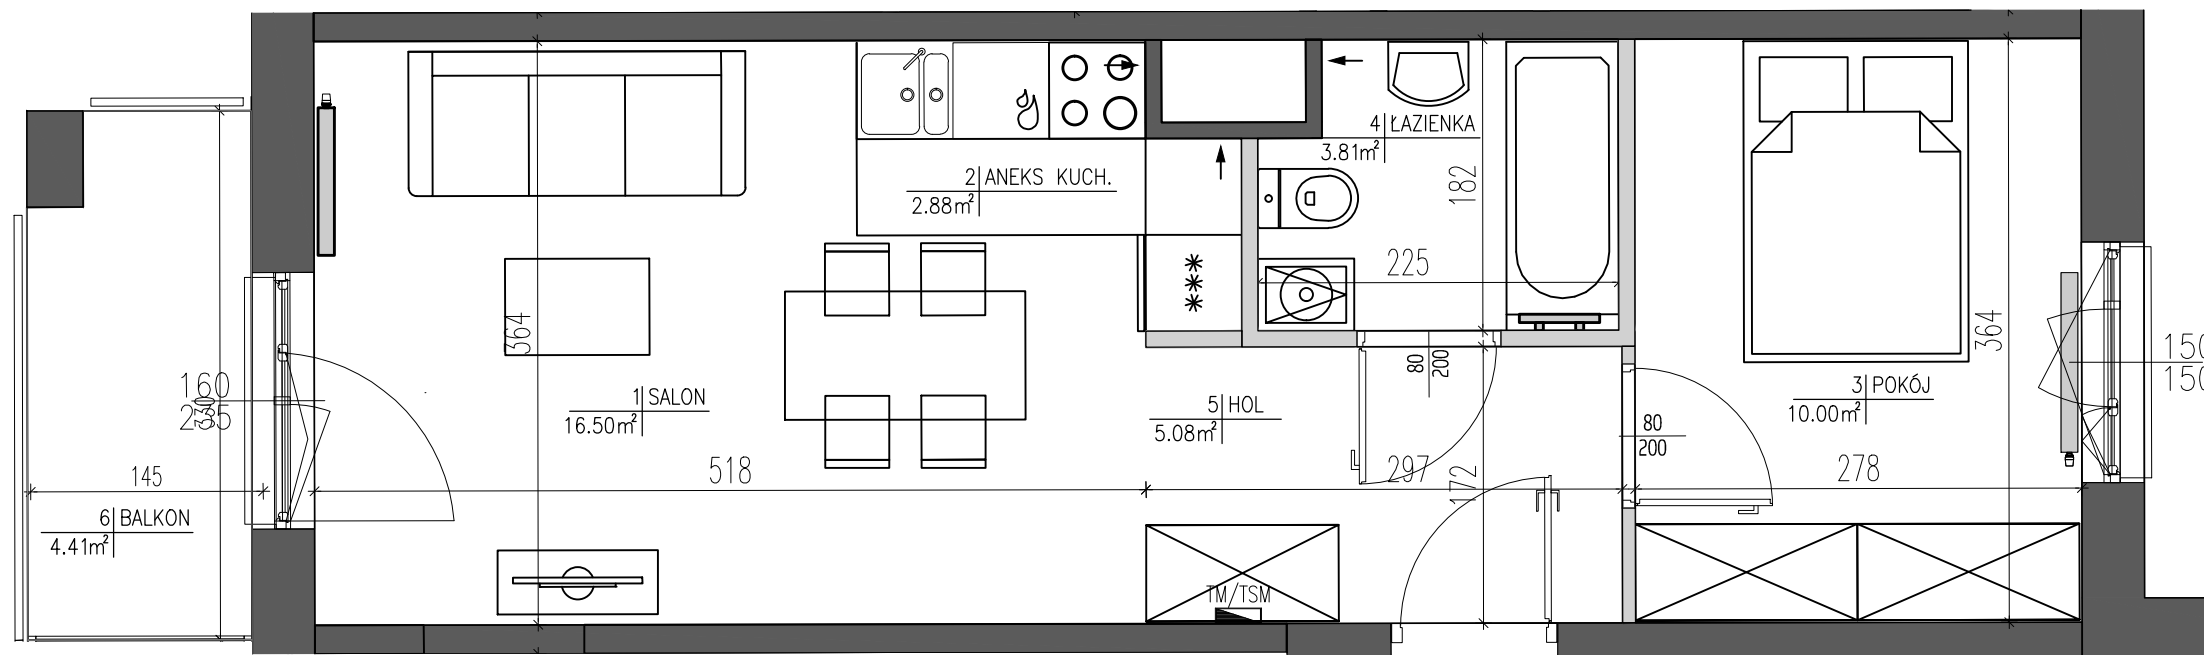 2 ANEKS KUCH.
2.88m²
4 ŁAZIENKA
3.81m²
182
225
364
364
160
235
330
150
150
1 SALON
16.50m²
5 HOL
5.08m²
80
200
3 POKÓJ
10.00m²
80
200
145
518
297
172
278
6 BALKON
4.41m²
TM/TSM